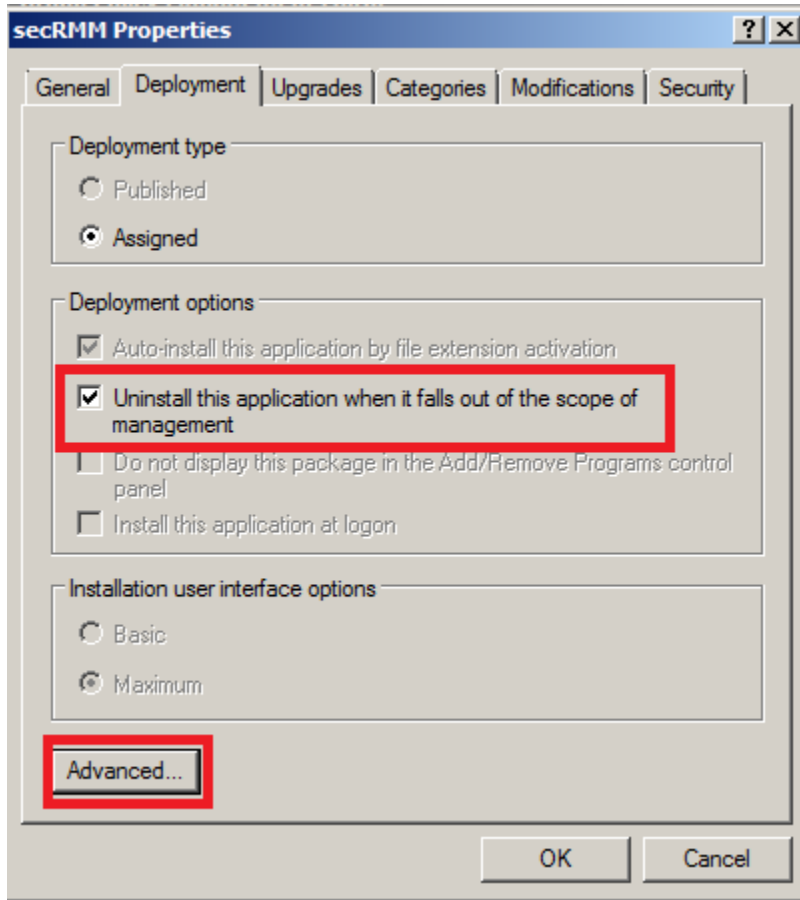 secRMM Properties
General Deployment Upgrades Categories Modifications Security
Deployment type
Published
Assigned
Deployment options
Auto-install this application by file extension activation
Uninstall this application when it falls out of the scope of
management
Do not display this package in the Add/Remove Programs control
panel
Install this application at logon
Installation user interface options
Basic
Maximum
Advanced...
OK Cancel